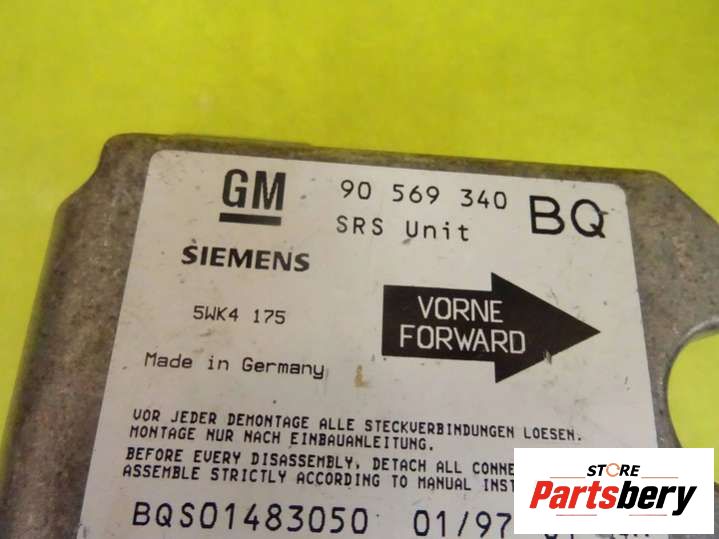 GM 90 569 340 BQ
SRS Unit
SIEMENS
5WK4 175
VORNE
FORWARD
Made in Germany
VOR JEDER DEMONTAGE ALLE STECKVERBINDUNGEN LOESEN.
MONTAGE NUR NACH EINBAUANLEITUNG.
BEFORE EVERY DISASSEMBLY, DETACH ALL
ASSEMBLE STRICTLY ACCORDING TO MANUAL
BQS01483050 01/97
STORE
Partsbery